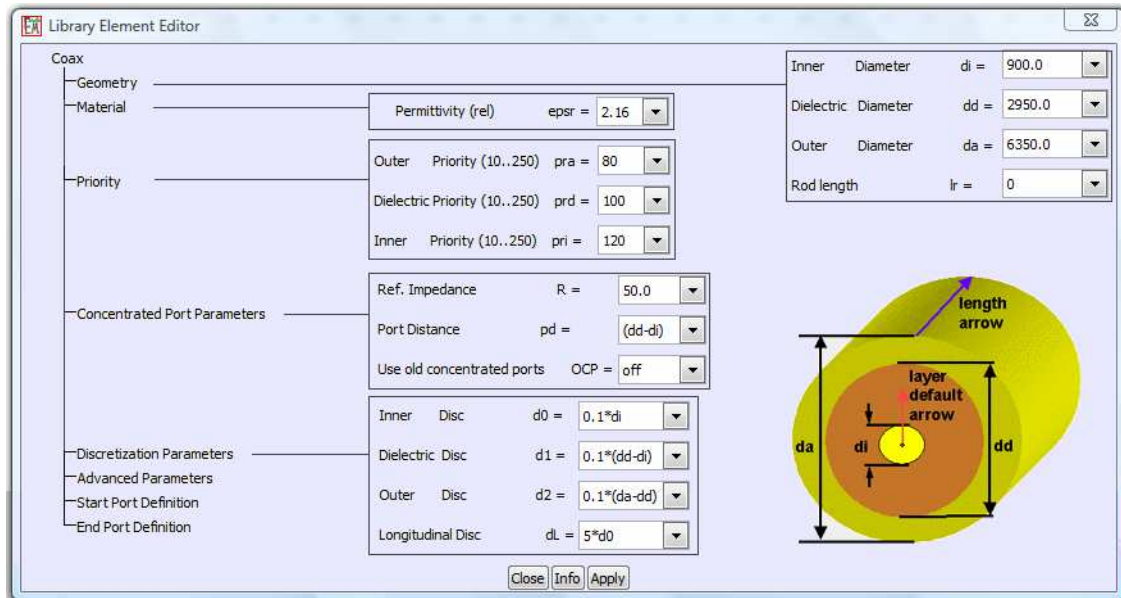 Library Element Editor
Coax
Geometry
Material
Priority
Concentrated Port Parameters
Discretization Parameters
Advanced Parameters
Start Port Definition
End Port Definition
Inner Diameter di = 900.0
Dielectric Diameter dd = 2950.0
Outer Diameter da = 6350.0
Rod length lr = 0
Permittivity (rel) epsr = 2.16
Outer Priority (10..250) pra = 80
Dielectric Priority (10..250) prd = 100
Inner Priority (10..250) pri = 120
Ref. Impedance R = 50.0
Port Distance pd = (dd-di)
Use old concentrated ports OCP = off
Inner Disc d0 = 0.1*di
Dielectric Disc d1 = 0.1*(dd-di)
Outer Disc d2 = 0.1*(da-dd)
Longitudinal Disc dL = 5*d0
length
arrow
layer
default
arrow
da
di
dd
Close Info Apply